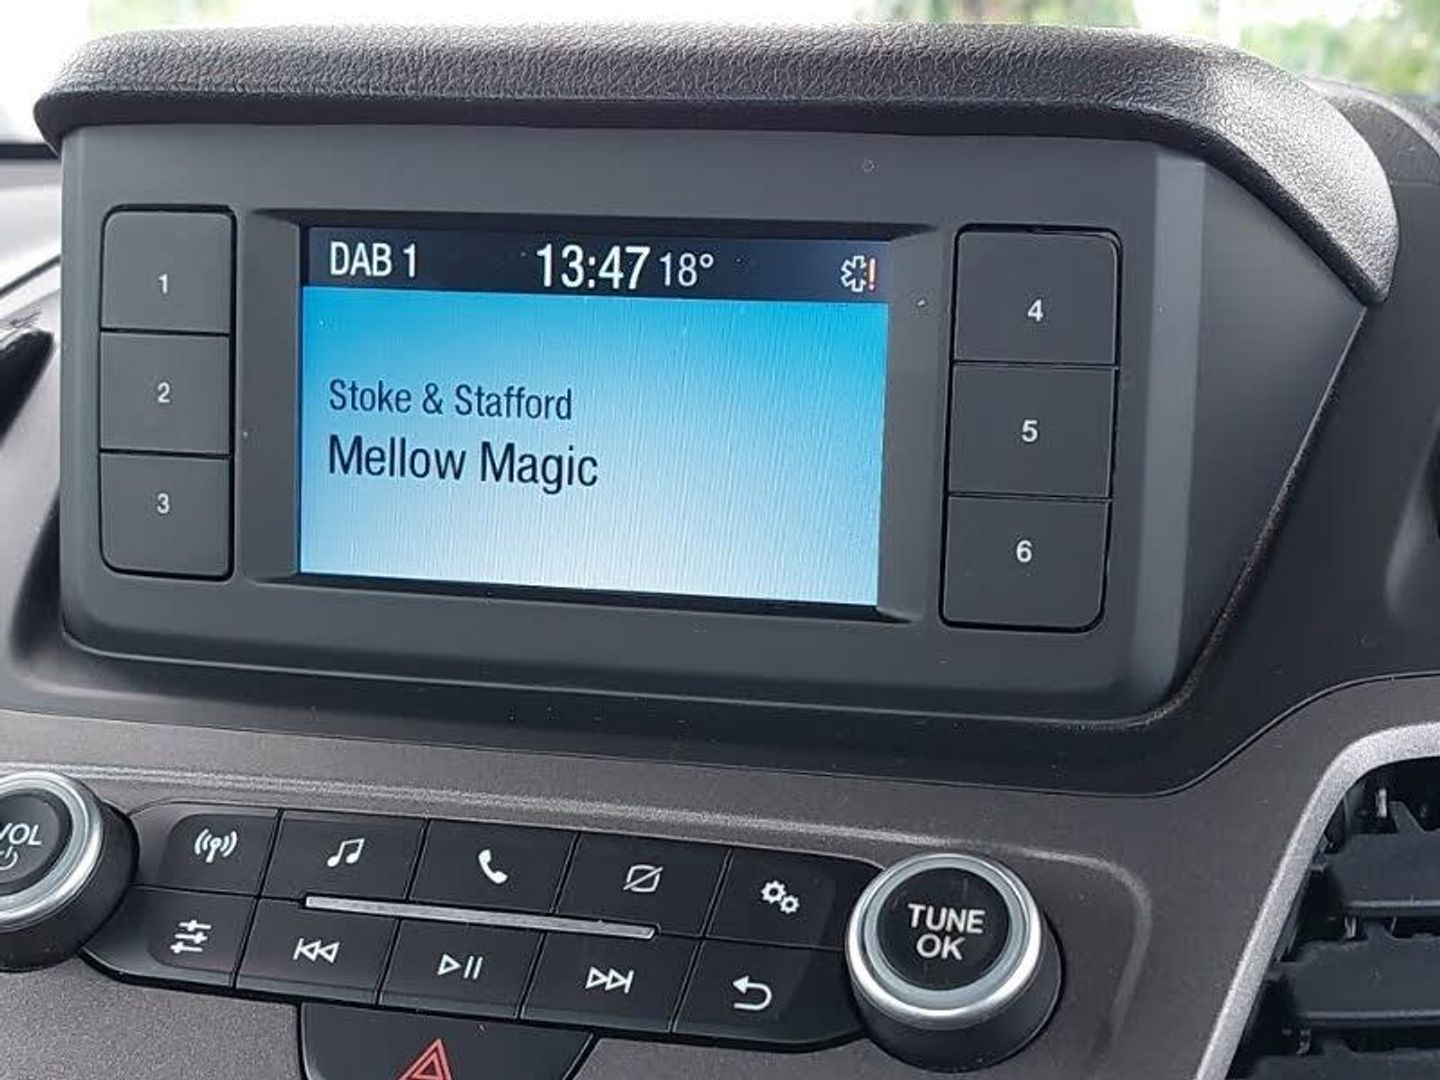 DAB 1 13:47 18°
Stoke & Stafford
Mellow Magic
1
2
3
4
5
6
VOL
TUNE
OK